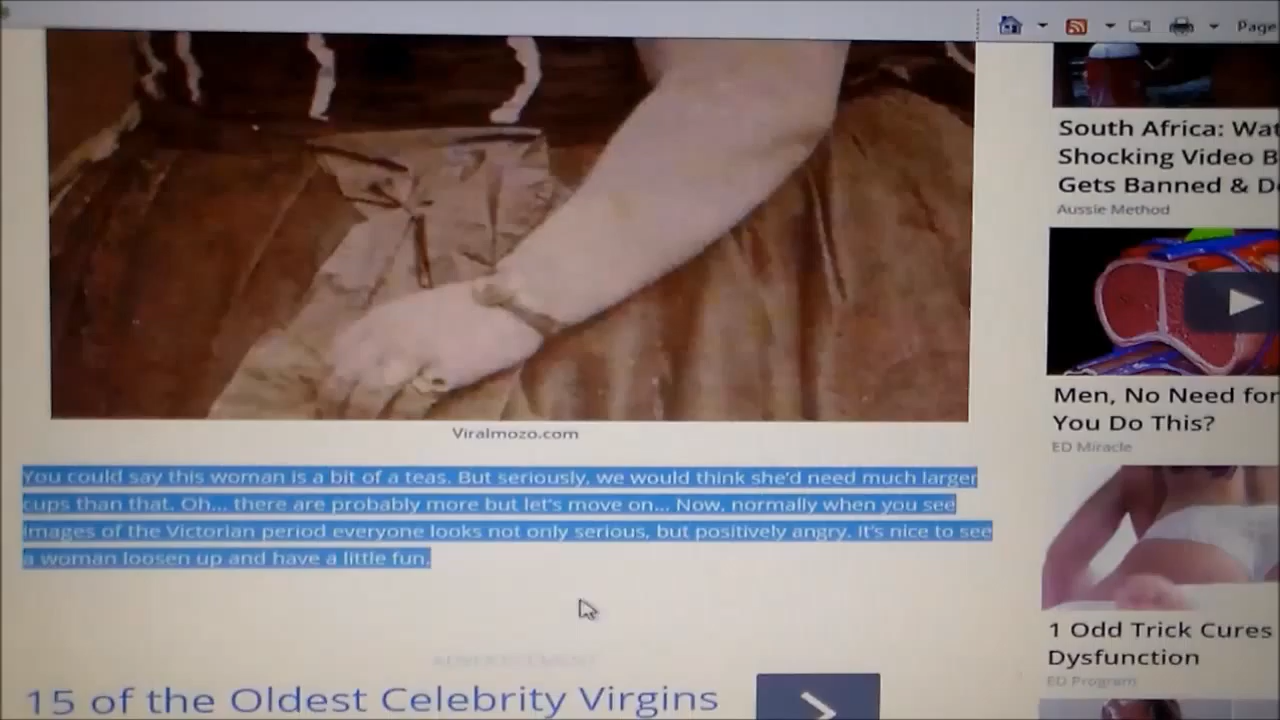 Page
South Africa: Wat
Shocking Video B
Gets Banned & D
Aussie Method
Men, No Need for
You Do This?
ED Miracle
Viralmozo.com
You could say this woman is a bit of a teas. But seriously, we would think she'd need much larger
cups than that. Oh... there are probably more but let's move on... Now, normally when you see
images of the Victorian period everyone looks not only serious, but positively angry. It's nice to see
a woman loosen up and have a little fun.
1 Odd Trick Cures
Dysfunction
ED Program
ADVERTISEMENT
15 of the Oldest Celebrity Virgins